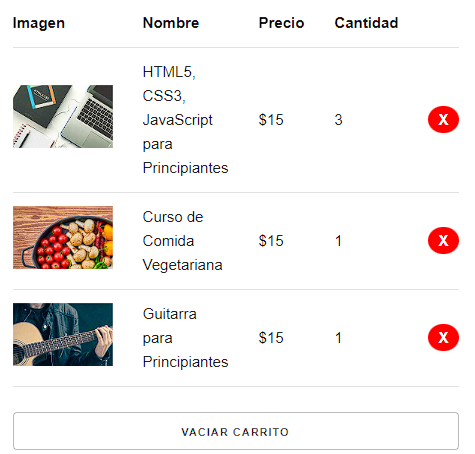 Imagen Nombre Precio Cantidad
HTML5,
CSS3,
JavaScript $15 3 X
para
Principiantes
Curso de
Comida $15 1 X
Vegetariana
Guitarra
para $15 1 X
Principiantes
VACIAR CARRITO